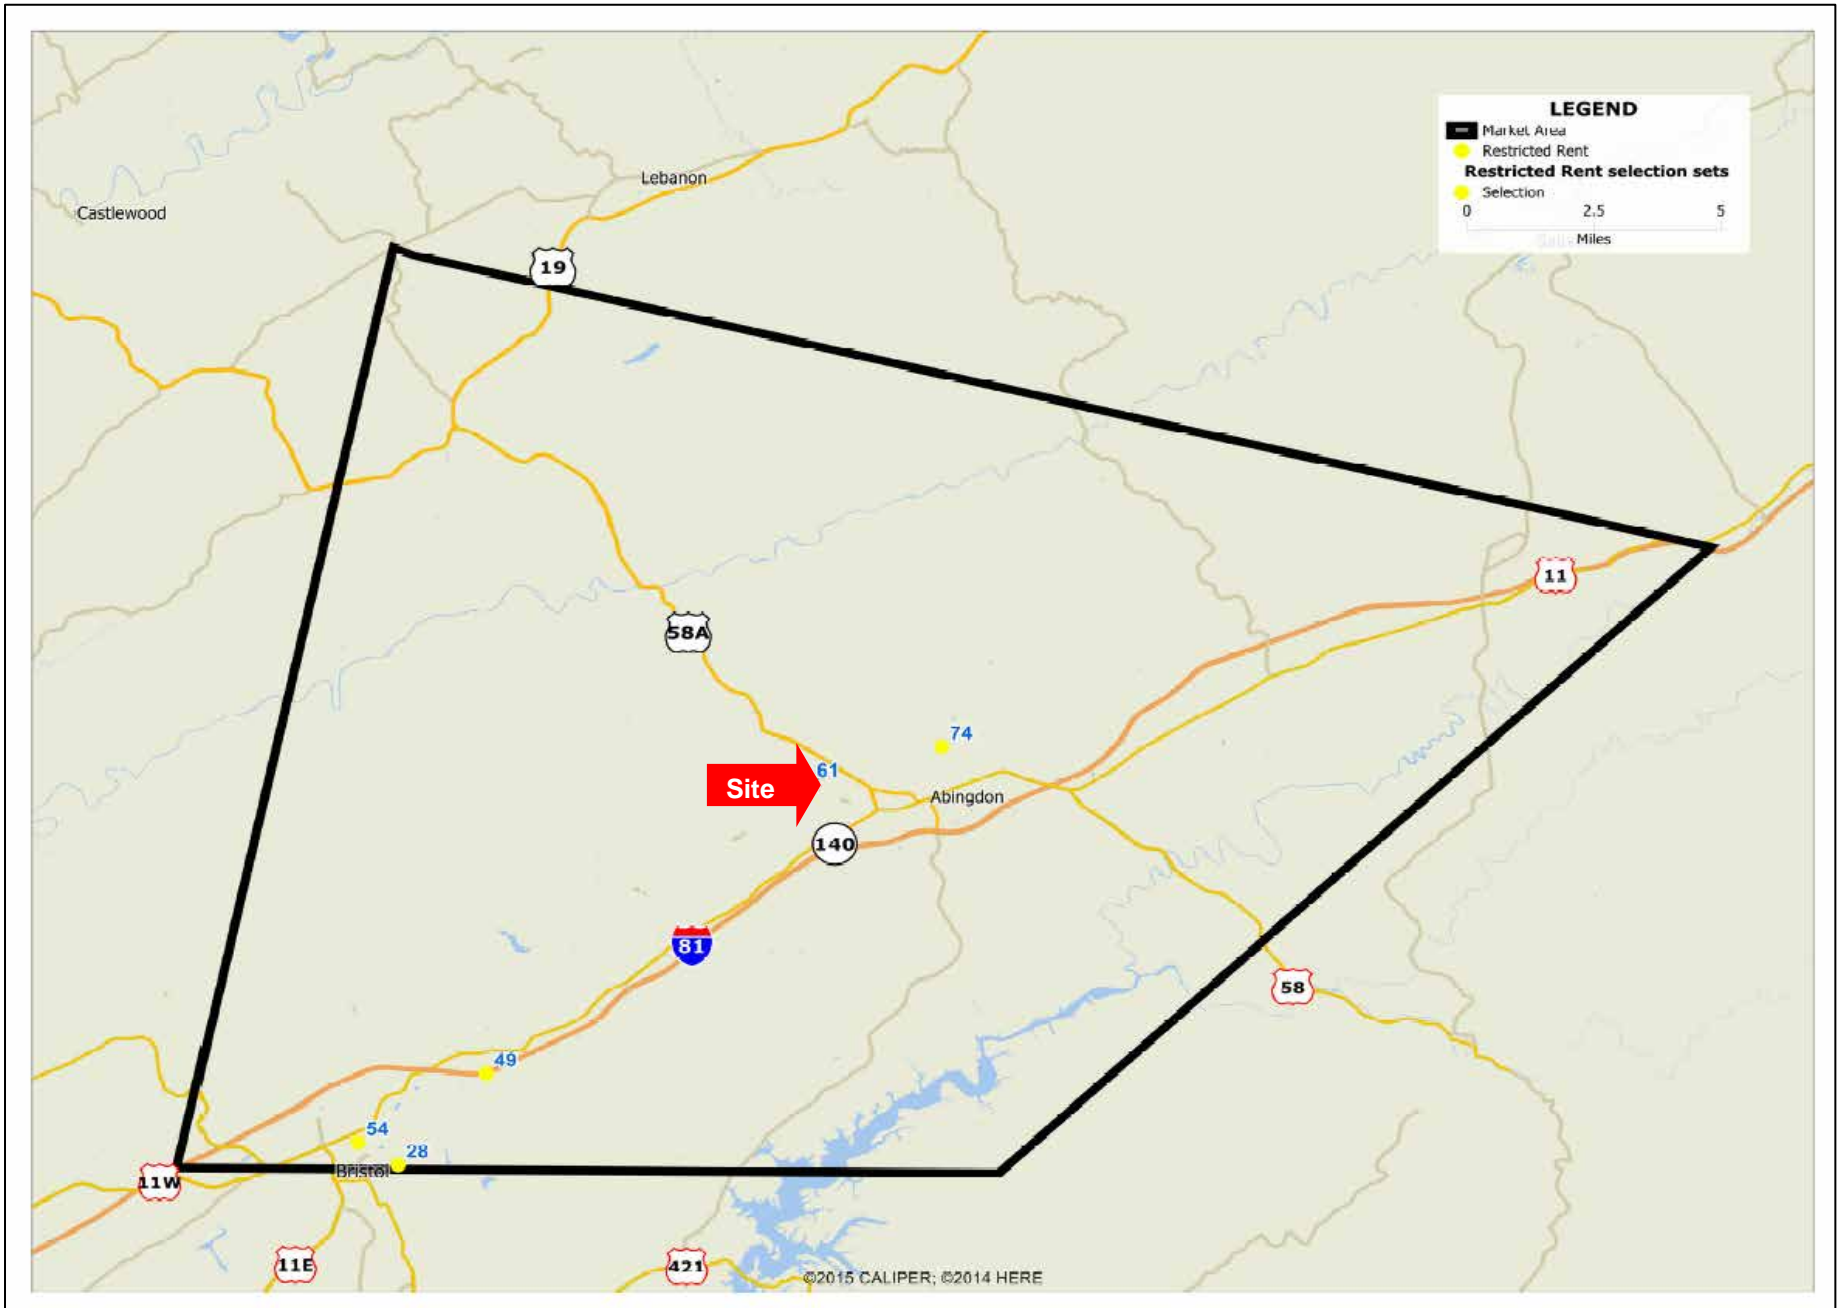 LEGEND
Market Area
Restricted Rent
Restricted Rent selection sets
Selection
0 2.5 5
Miles
Lebanon
Castlewood
19
11
58A
74
61
Site
Abingdon
140
81
58
49
54
28
Bristol
11W
11E
421
©2015 CALIPER; ©2014 HERE